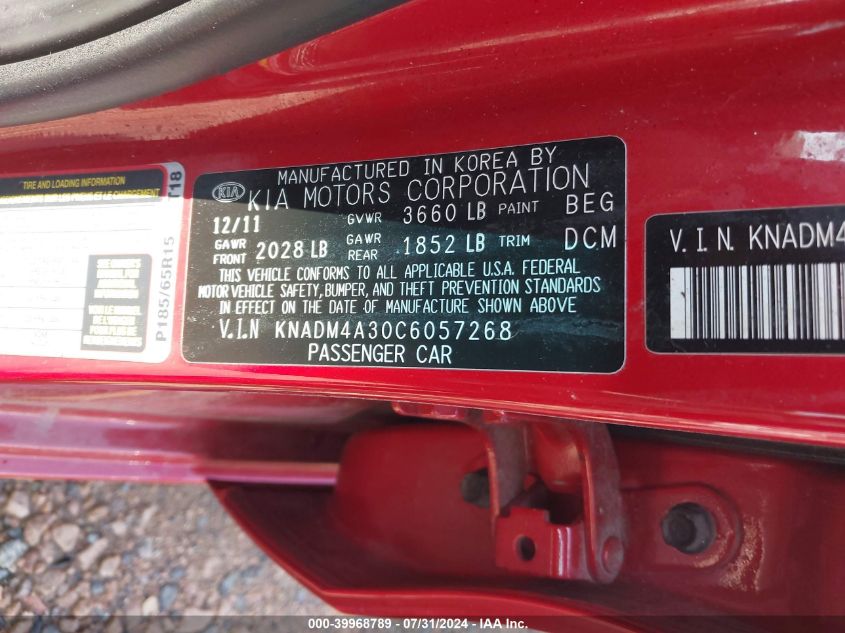 TIRE AND LOADING INFORMATION
P185/65R15
T18
KIA
MANUFACTURED IN KOREA BY
KIA MOTORS CORPORATION
12/11 GVWR 3660 LB PAINT BEG
GAWR FRONT 2028 LB GAWR REAR 1852 LB TRIM DCM
THIS VEHICLE CONFORMS TO ALL APPLICABLE U.S.A. FEDERAL
MOTOR VEHICLE SAFETY, BUMPER, AND THEFT PREVENTION STANDARDS
IN EFFECT ON THE DATE OF MANUFACTURE SHOWN ABOVE
V.I.N KNADM4A30C6057268
PASSENGER CAR
V.I.N. KNADM4
000-39968789 - 07/31/2024 - IAA Inc.